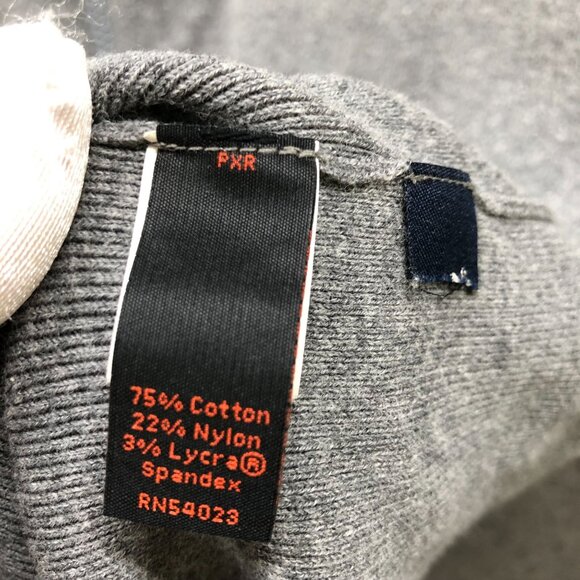 PXR
75% Cotton
22% Nylon
3% Lycra®
Spandex
RN54023